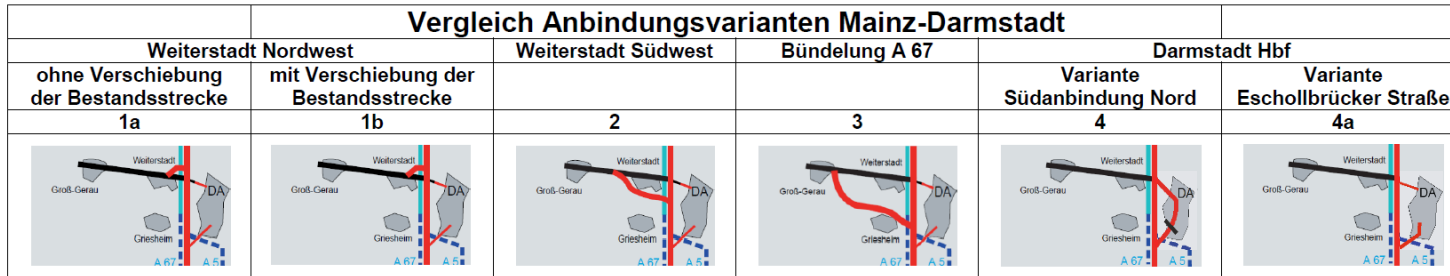 Vergleich Anbindungsvarianten Mainz-Darmstadt
Weiterstadt Nordwest
Weiterstadt Südwest
Bündelung A 67
Darmstadt Hbf
ohne Verschiebung
der Bestandsstrecke
mit Verschiebung der
Bestandsstrecke
Variante
Südanbindung Nord
Variante
Eschollbrücker Straße
1a
1b
2
3
4
4a
Weiterstadt
Groß-Gerau
DA
Griesheim
A 67
A 5
Weiterstadt
Groß-Gerau
DA
Griesheim
A 67
A 5
Weiterstadt
Groß-Gerau
DA
Griesheim
A 67
A 5
Weiterstadt
Groß-Gerau
DA
Griesheim
A 67
A 5
Weiterstadt
Groß-Gerau
DA
Griesheim
A 67
A 5
Weiterstadt
Groß-Gerau
DA
Griesheim
A 67
A 5